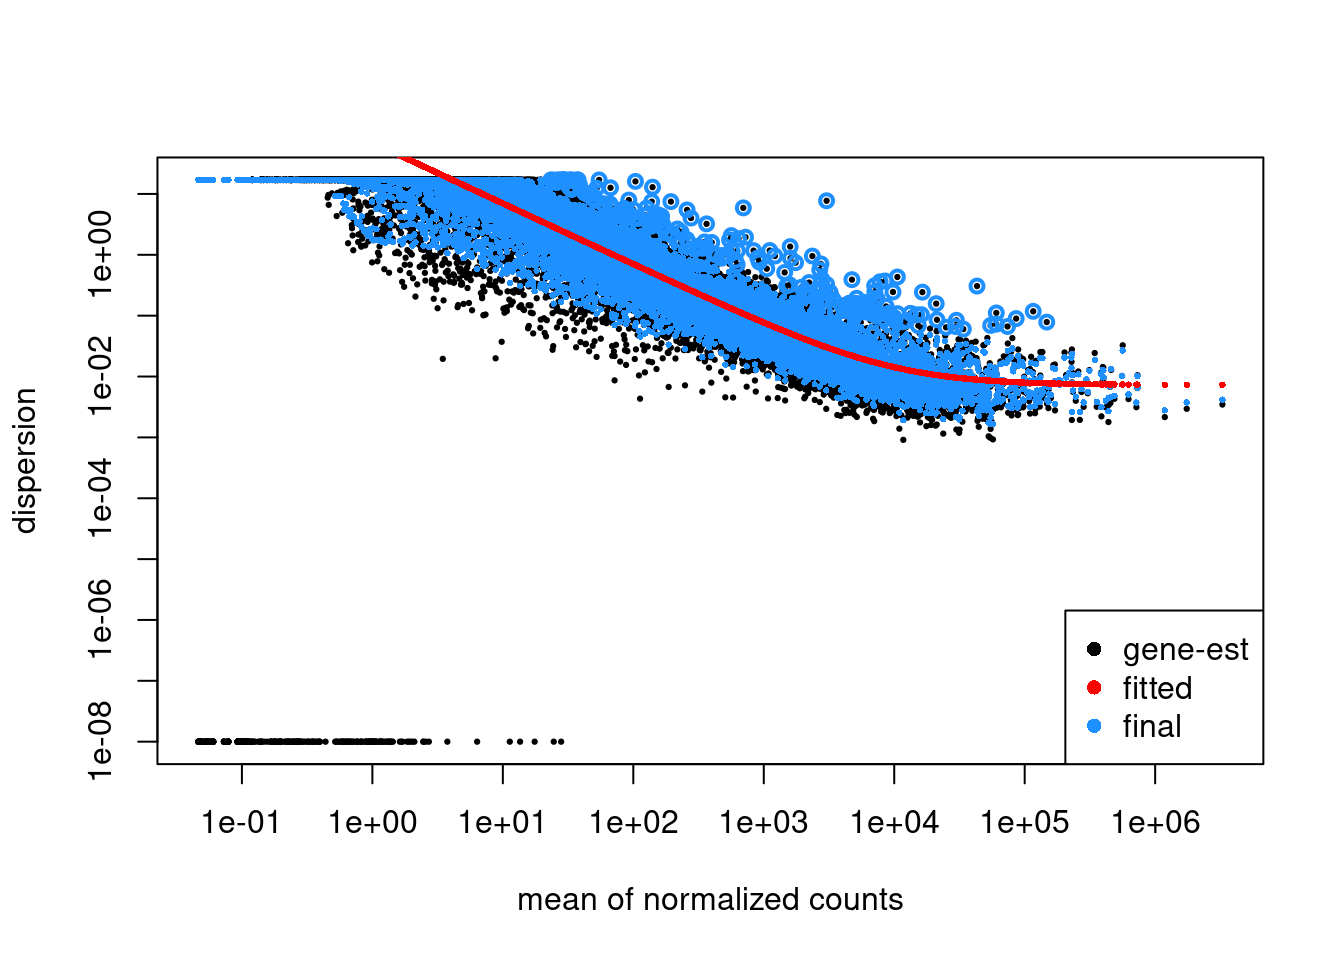 dispersion
1e+00
1e-02
1e-04
1e-06
1e-08
1e-01 1e+00 1e+01 1e+02 1e+03 1e+04 1e+05 1e+06
mean of normalized counts
gene-est
fitted
final